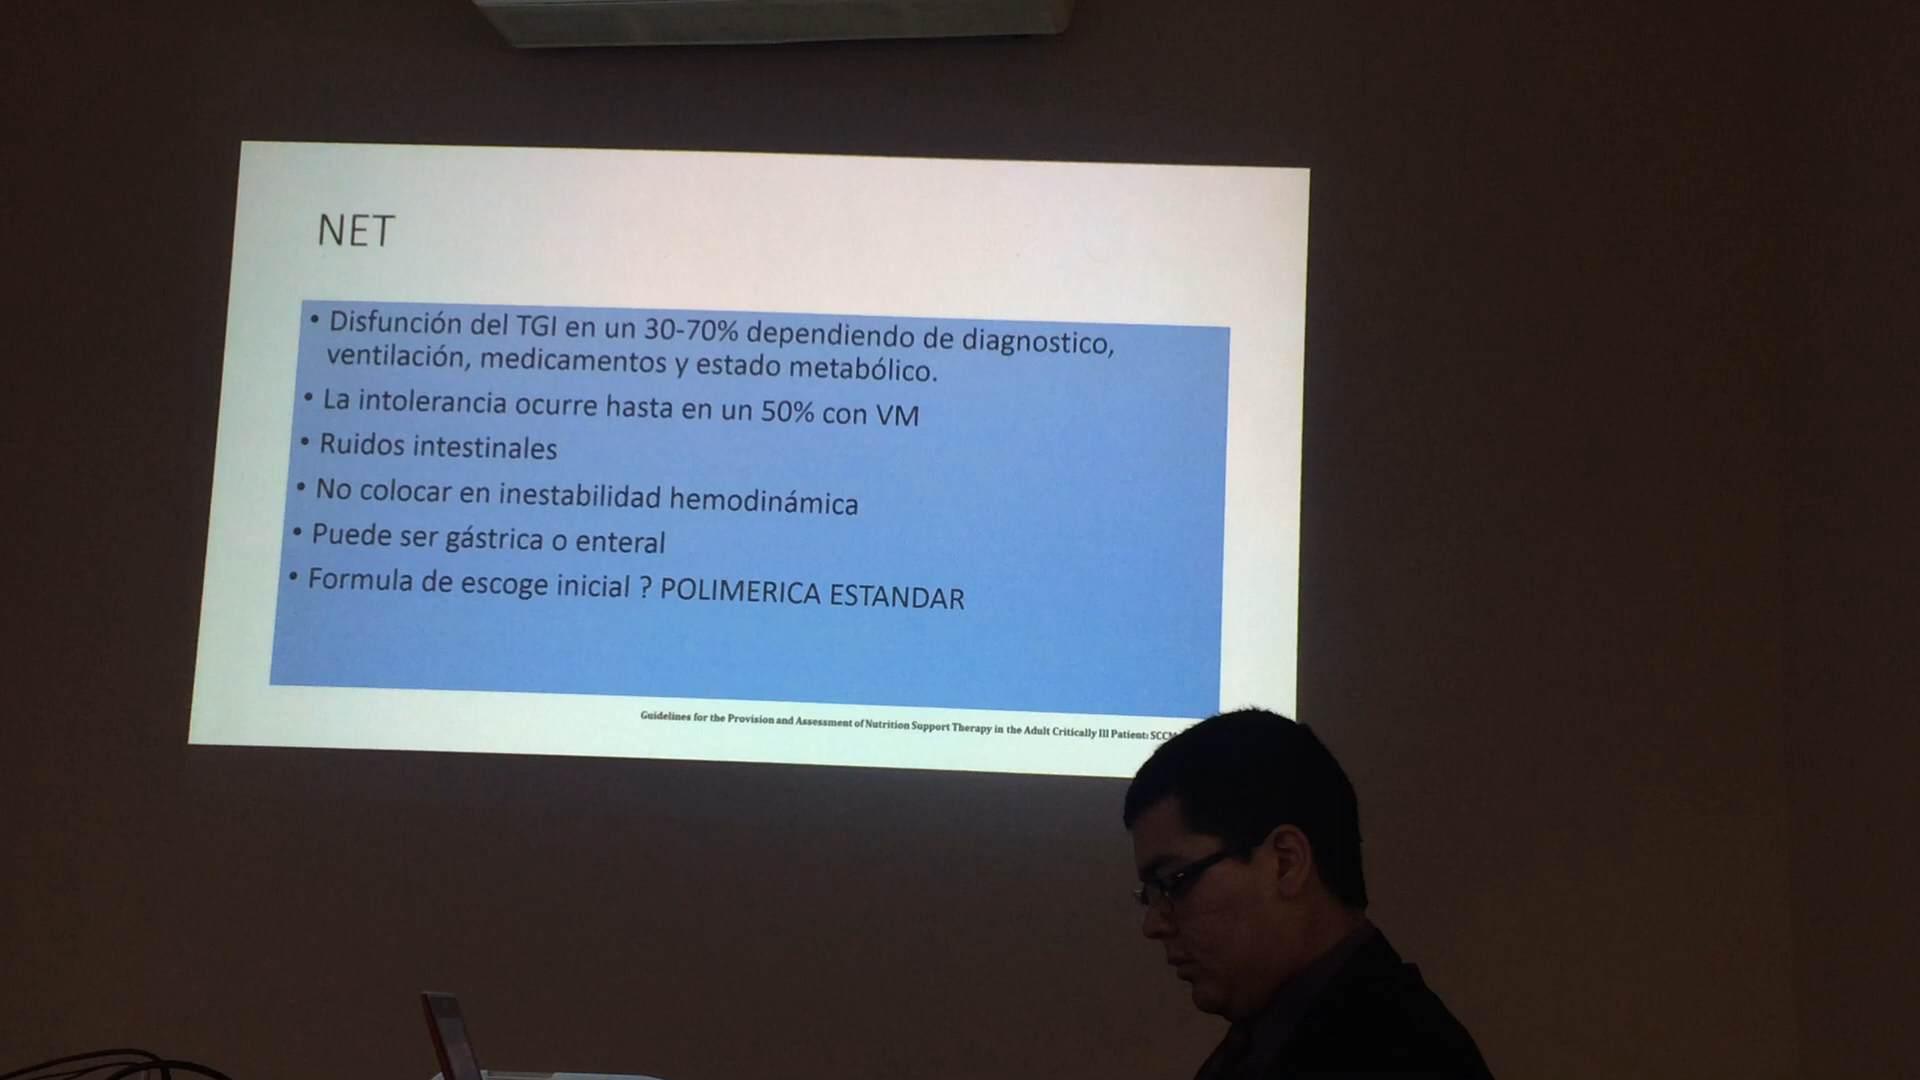 NET
• Disfunción del TGI en un 30-70% dependiendo de diagnostico,
ventilación, medicamentos y estado metabólico.
• La intolerancia ocurre hasta en un 50% con VM
• Ruidos intestinales
• No colocar en inestabilidad hemodinámica
• Puede ser gástrica o enteral
• Formula de escoge inicial ? POLIMERICA ESTANDAR
Guidelines for the Provision and Assessment of Nutrition Support Therapy in the Adult Critically Ill Patient: